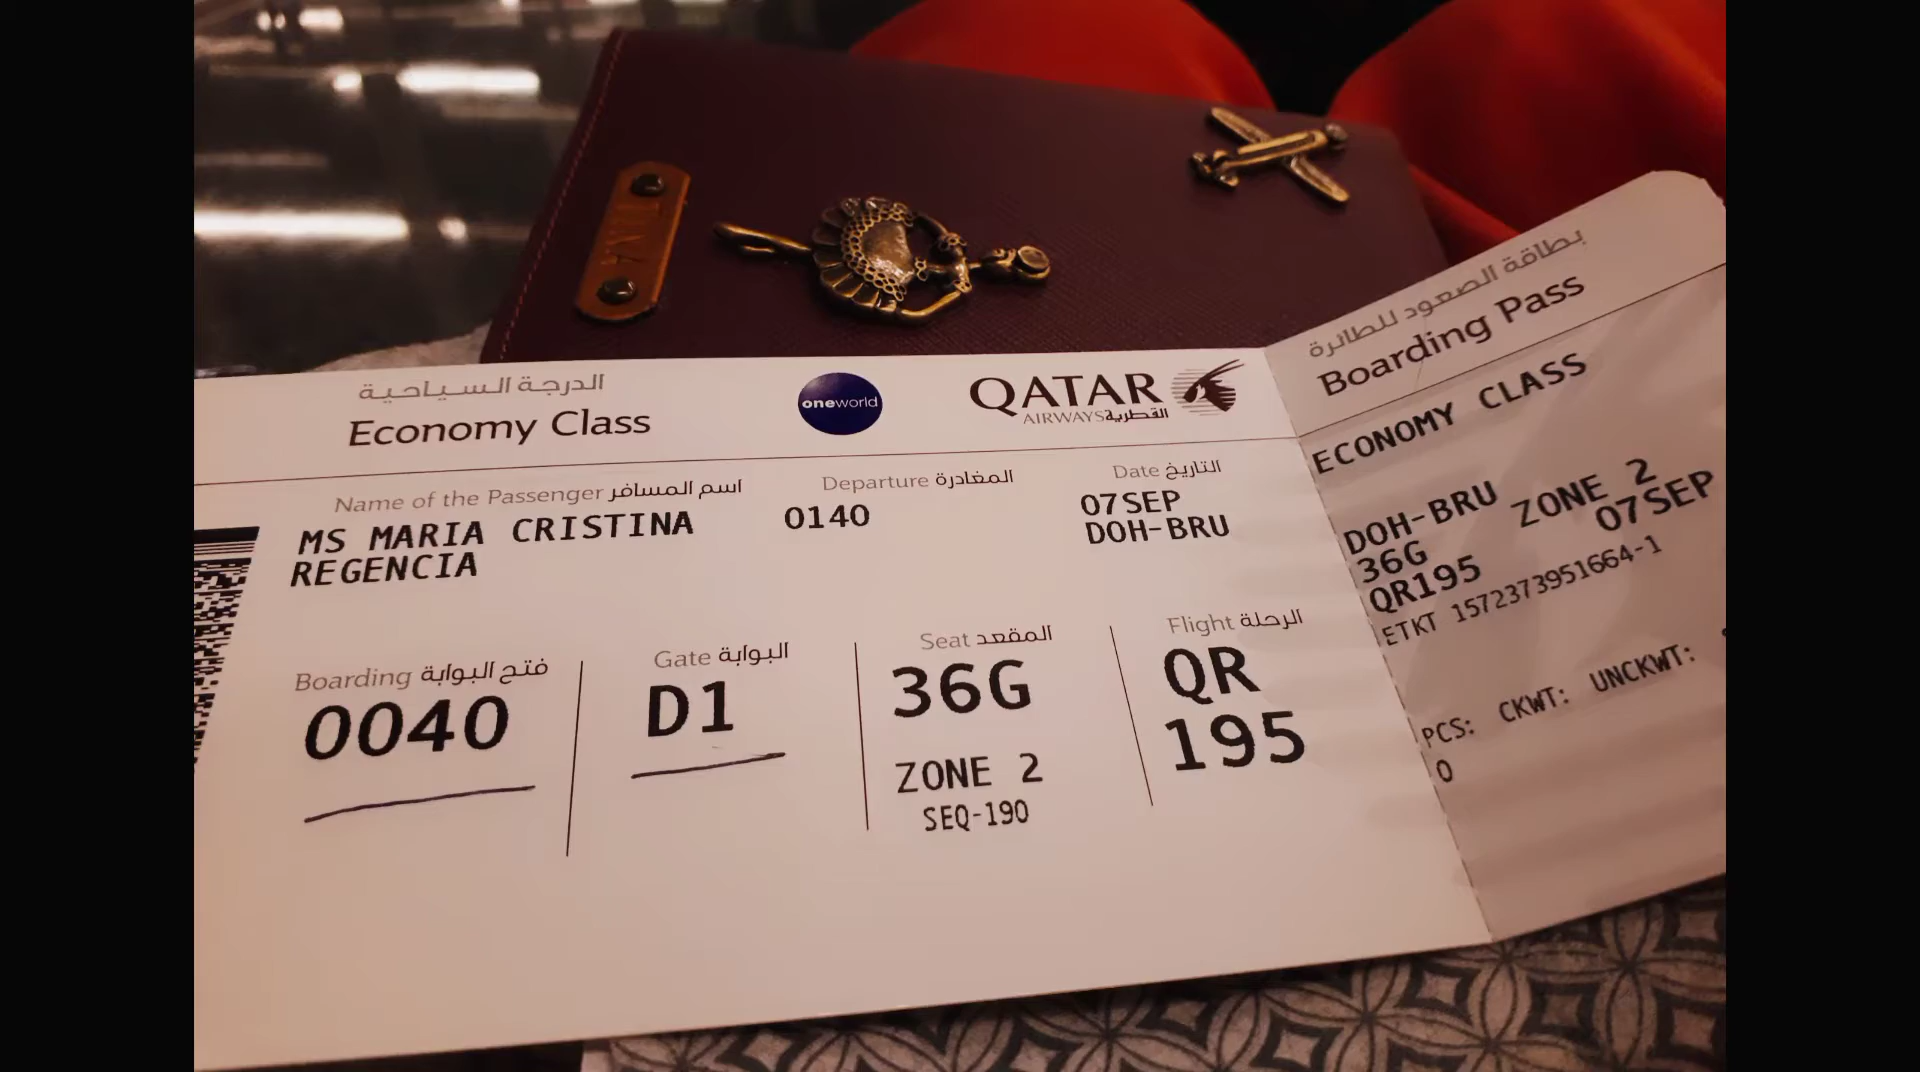 TINA
بطاقة الصعود للطائرة
Boarding Pass
الدرجة السياحية
Economy Class
oneworld
QATAR
AIRWAYS القطرية
ECONOMY CLASS
Name of the Passenger اسم المسافر
Departure المغادرة
Date التاريخ
MS MARIA CRISTINA
REGENCIA
0140
07SEP
DOH-BRU
DOH-BRU ZONE 2
36G 07SEP
QR195
ETKT 1572373951664-1
Boarding فتح البوابة
0040
Gate البوابة
D1
Seat المقعد
36G
ZONE 2
SEQ-190
Flight الرحلة
QR
195
PCS: CKWT: UNCKWT:
0